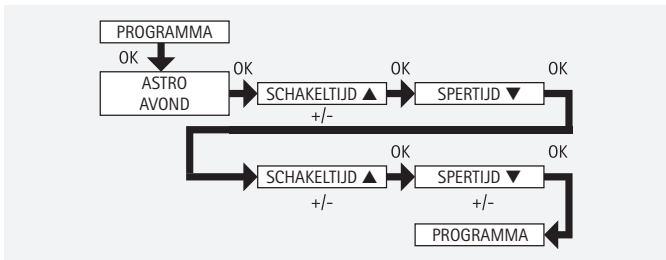 PROGRAMMA
OK
ASTRO
AVOND
OK
SCHAKELTIJD ▲
+/-
OK
SPERTIJD ▼
OK
SCHAKELTIJD ▲
+/-
OK
SPERTIJD ▼
+/-
OK
PROGRAMMA